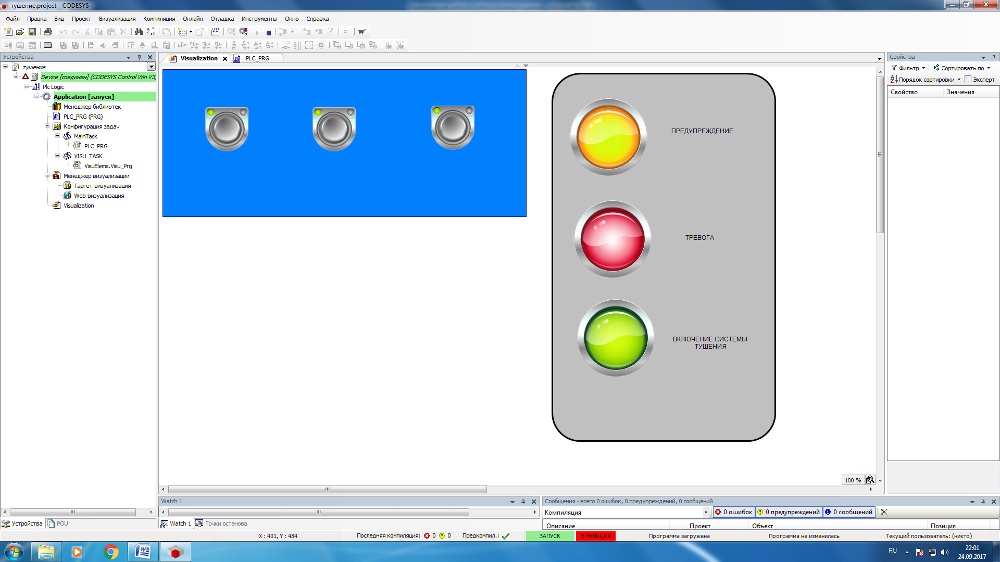 тушение.project - CODESYS
Файл Правка Вид Проект Визуализация Компиляция Онлайн Отладка Инструменты Окно Справка
Устройства
тушение
Device [соединен] (CODESYS Control Win V3)
Plc Logic
Application [запуск]
Менеджер библиотек
PLC_PRG (PRG)
Конфигурация задач
MainTask
PLC_PRG
VISU_TASK
VisuElems.Visu_Prg
Менеджер визуализации
Таргет-визуализация
Web-визуализация
Visualization
Устройства POU
Visualization PLC_PRG
ПРЕДУПРЕЖДЕНИЕ
ТРЕВОГА
ВКЛЮЧЕНИЕ СИСТЕМЫ
ТУШЕНИЯ
100 %
Свойства
Фильтр Сортировать по
Порядок сортировки Эксперт
Свойство Значения
Watch 1
Watch 1 Точки останова
Сообщения - всего 0 ошибок, 0 предупреждений, 0 сообщений
Компиляция 0 ошибок 0 предупреждений 0 сообщений
Описание Проект Объект Позиция
X : 401, Y : 484 Последняя компиляция: 0 0 Предкомпил.: ЗАПУСК ЭМУЛЯЦИЯ Программа загружена Программа не изменилась Текущий пользователь: (никто)
RU 22:01
24.09.2017